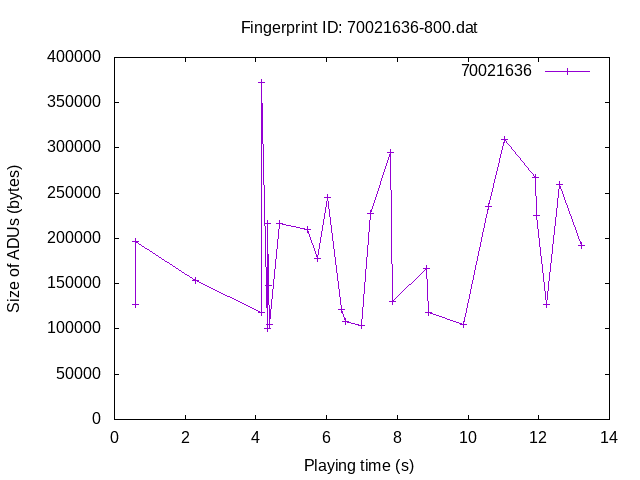 Fingerprint ID: 70021636-800.dat
400000
70021636
350000
300000
250000
200000
150000
100000
50000
0
Size of ADUs (bytes)
0 2 4 6 8 10 12 14
Playing time (s)